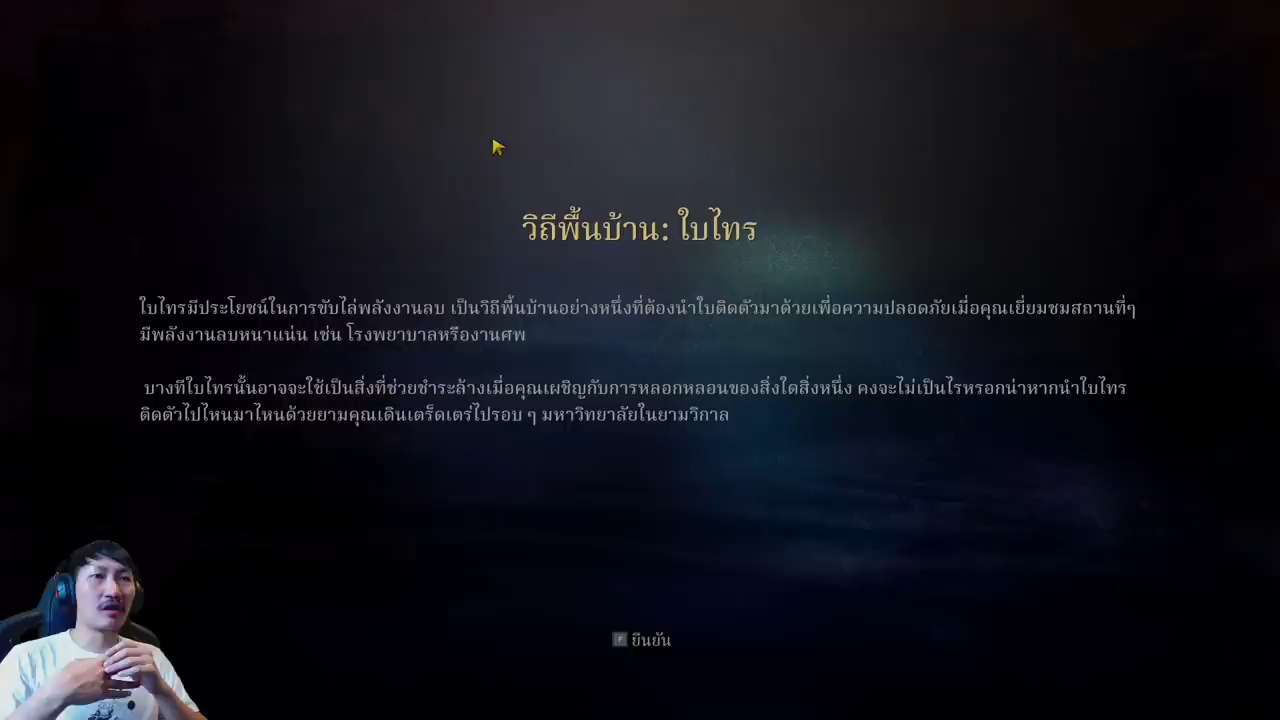 วิถีพื้นบ้าน: ใบไทร
ใบไทรมีประโยชน์ในการขับไล่พลังงานลบ เป็นวิถีพื้นบ้านอย่างหนึ่งที่ต้องนำใบติดตัวมาด้วยเพื่อความปลอดภัยเมื่อคุณเยี่ยมชมสถานที่ๆ
มีพลังงานลบหนาแน่น เช่น โรงพยาบาลหรืองานศพ
บางทีใบไทรนั้นอาจจะใช้เป็นสิ่งที่ช่วยชำระล้างเมื่อคุณเผชิญกับการหลอกหลอนของสิ่งใดสิ่งหนึ่ง คงจะไม่เป็นไรหรอกน่าหากนำใบไทร
ติดตัวไปไหนมาไหนด้วยยามคุณเดินเตร็ดเตร่ไปรอบ ๆ มหาวิทยาลัยในยามวิกาล
F ยืนยัน